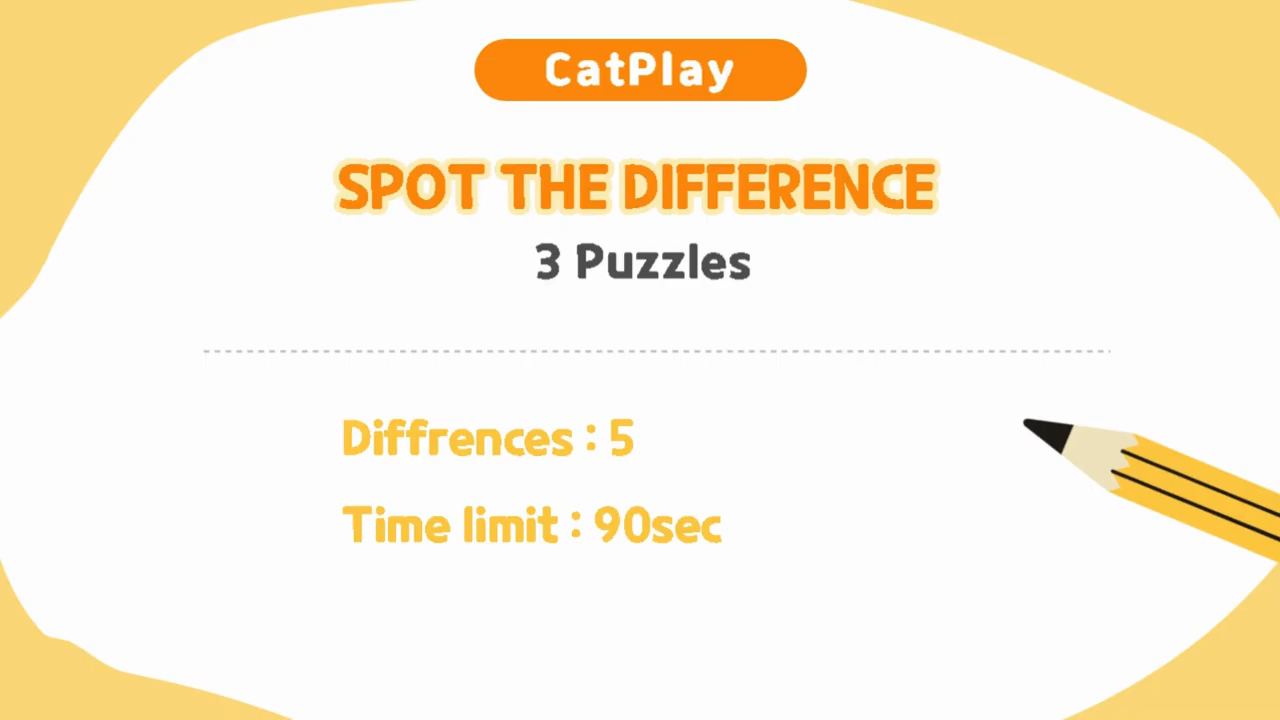 CatPlay
SPOT THE DIFFERENCE
3 Puzzles
Diffrences : 5
Time limit : 90sec